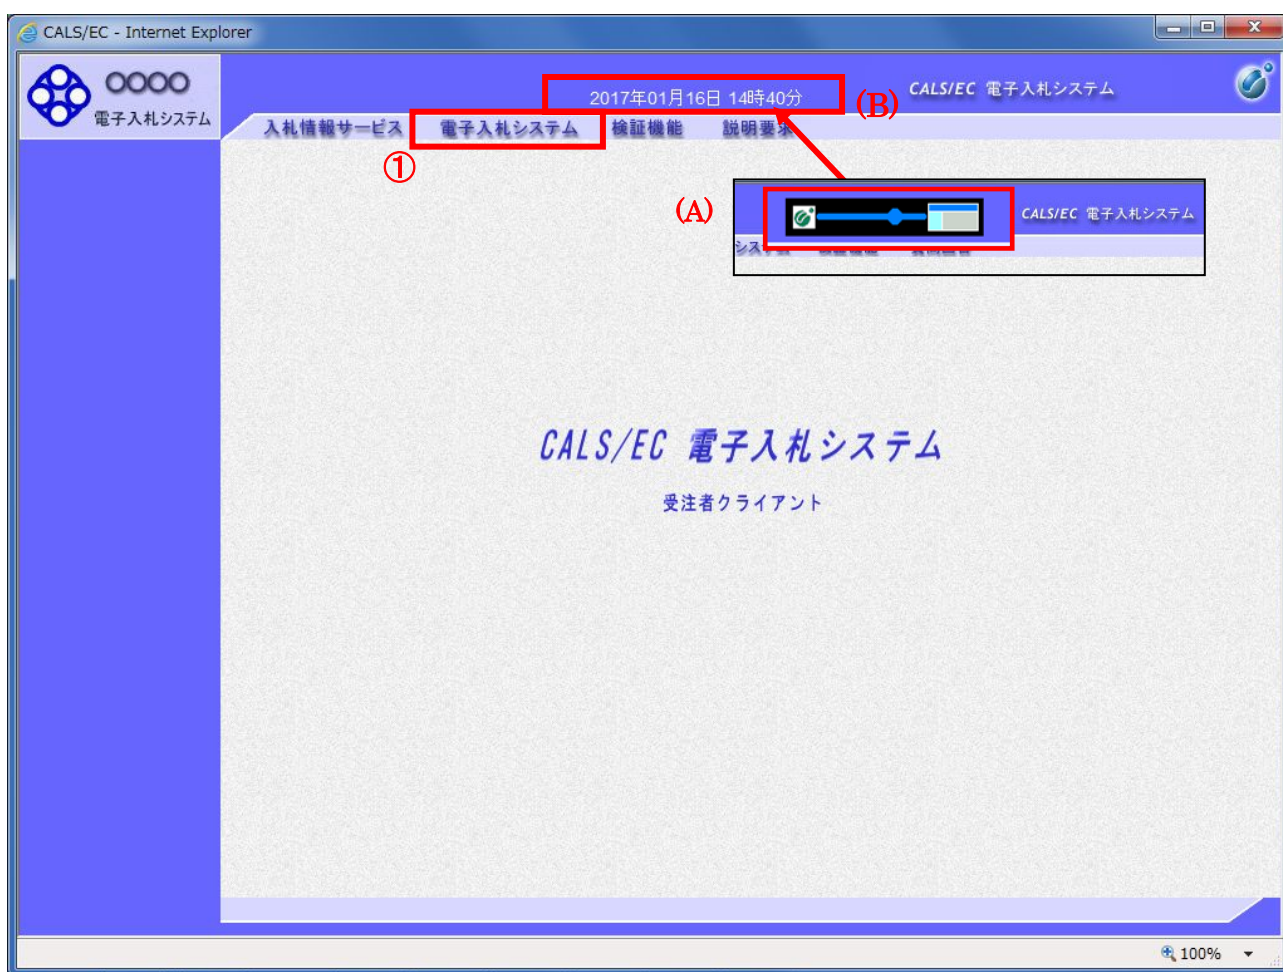 CALS/EC - Internet Explorer
○○○○
電子入札システム
2017年01月16日 14時40分
(B)
CALS/EC 電子入札システム
入札情報サービス 電子入札システム 検証機能 説明要求
①
(A)
CALS/EC 電子入札システム
システム
CALS/EC 電子入札システム
受注者クライアント
100%